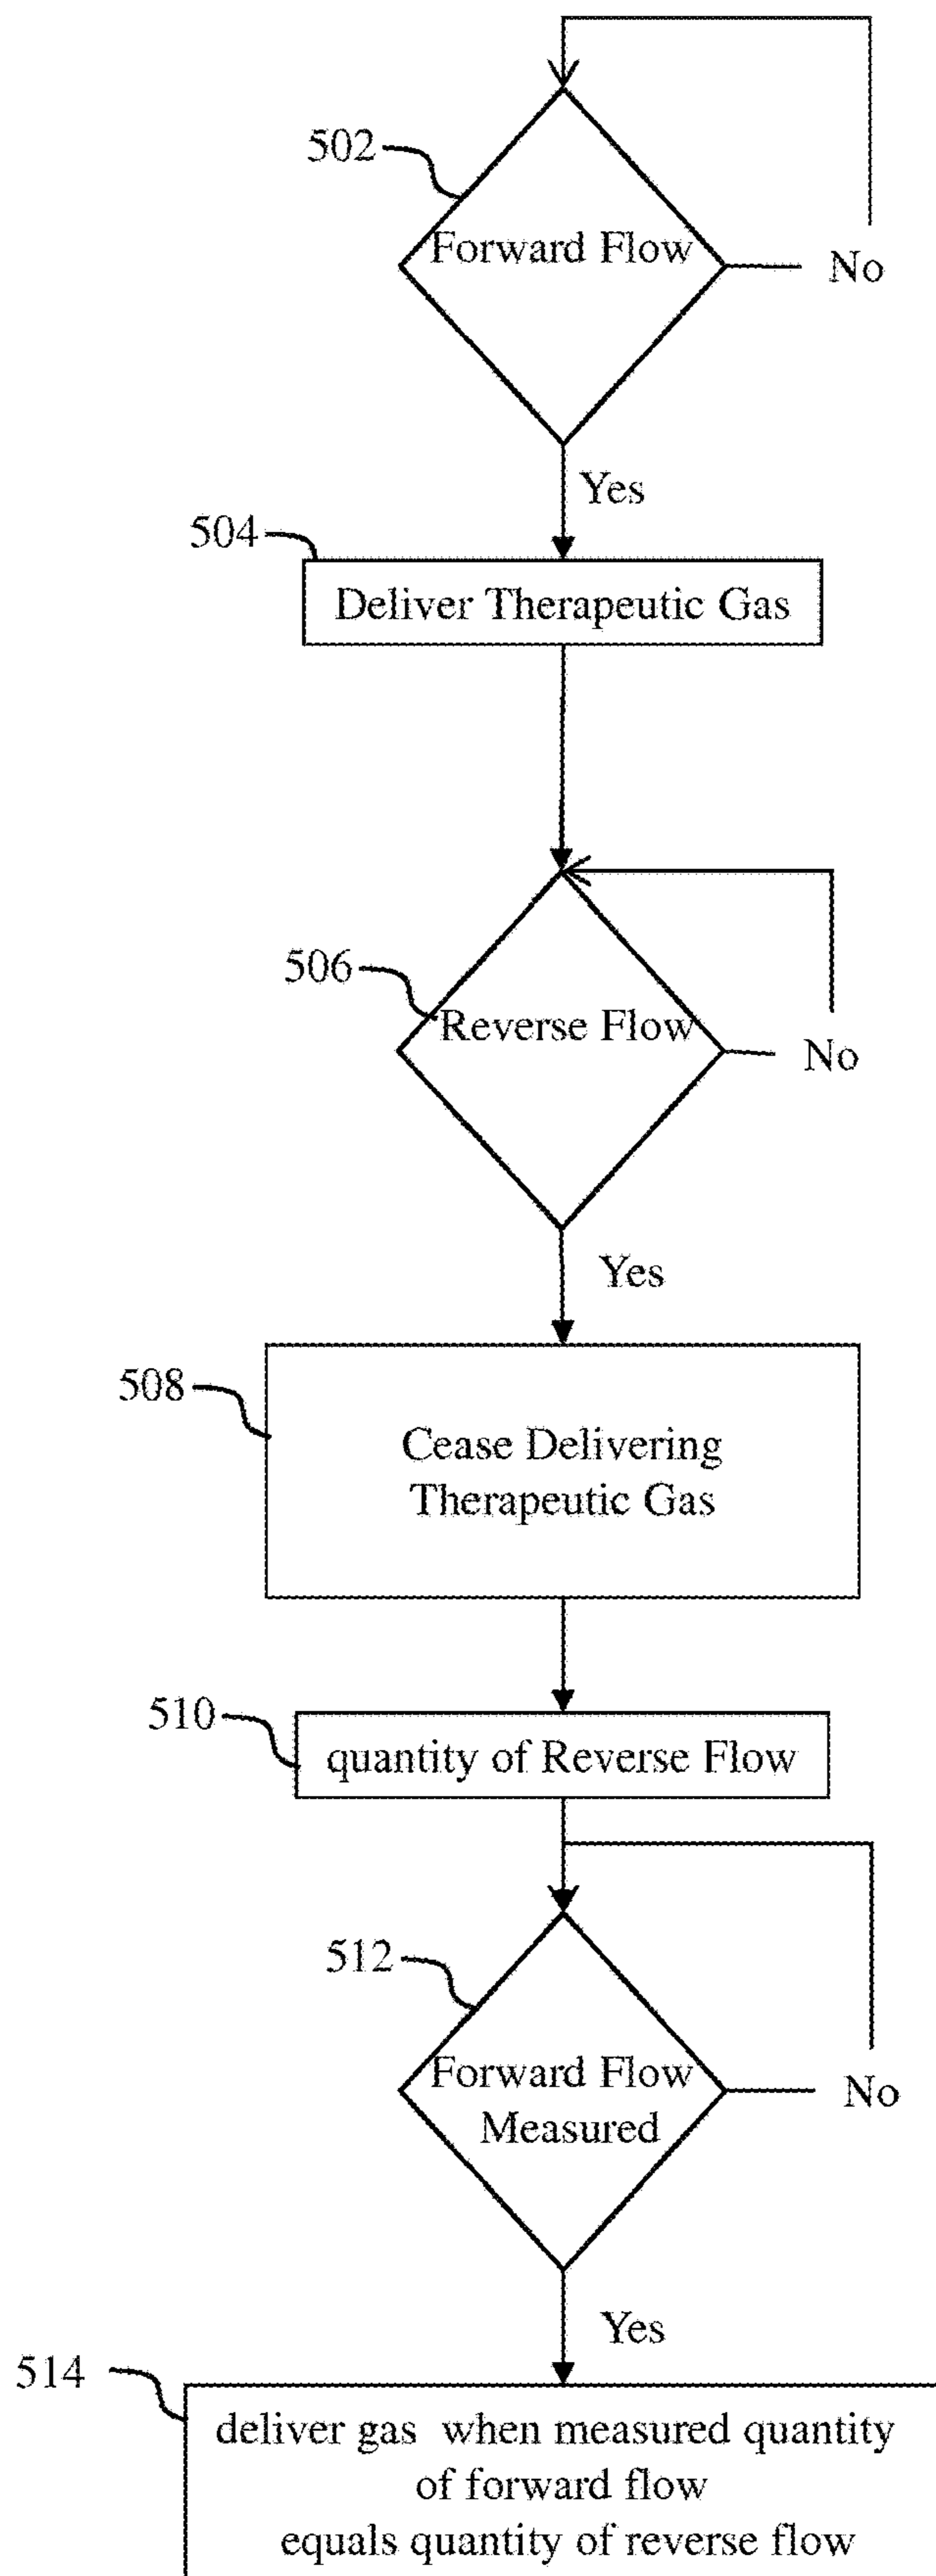 502
Forward Flow
No
Yes
504
Deliver Therapeutic Gas
506
Reverse Flow
No
Yes
508
Cease Delivering
Therapeutic Gas
510
quantity of Reverse Flow
512
Forward Flow
Measured
No
Yes
514
deliver gas when measured quantity
of forward flow
equals quantity of reverse flow